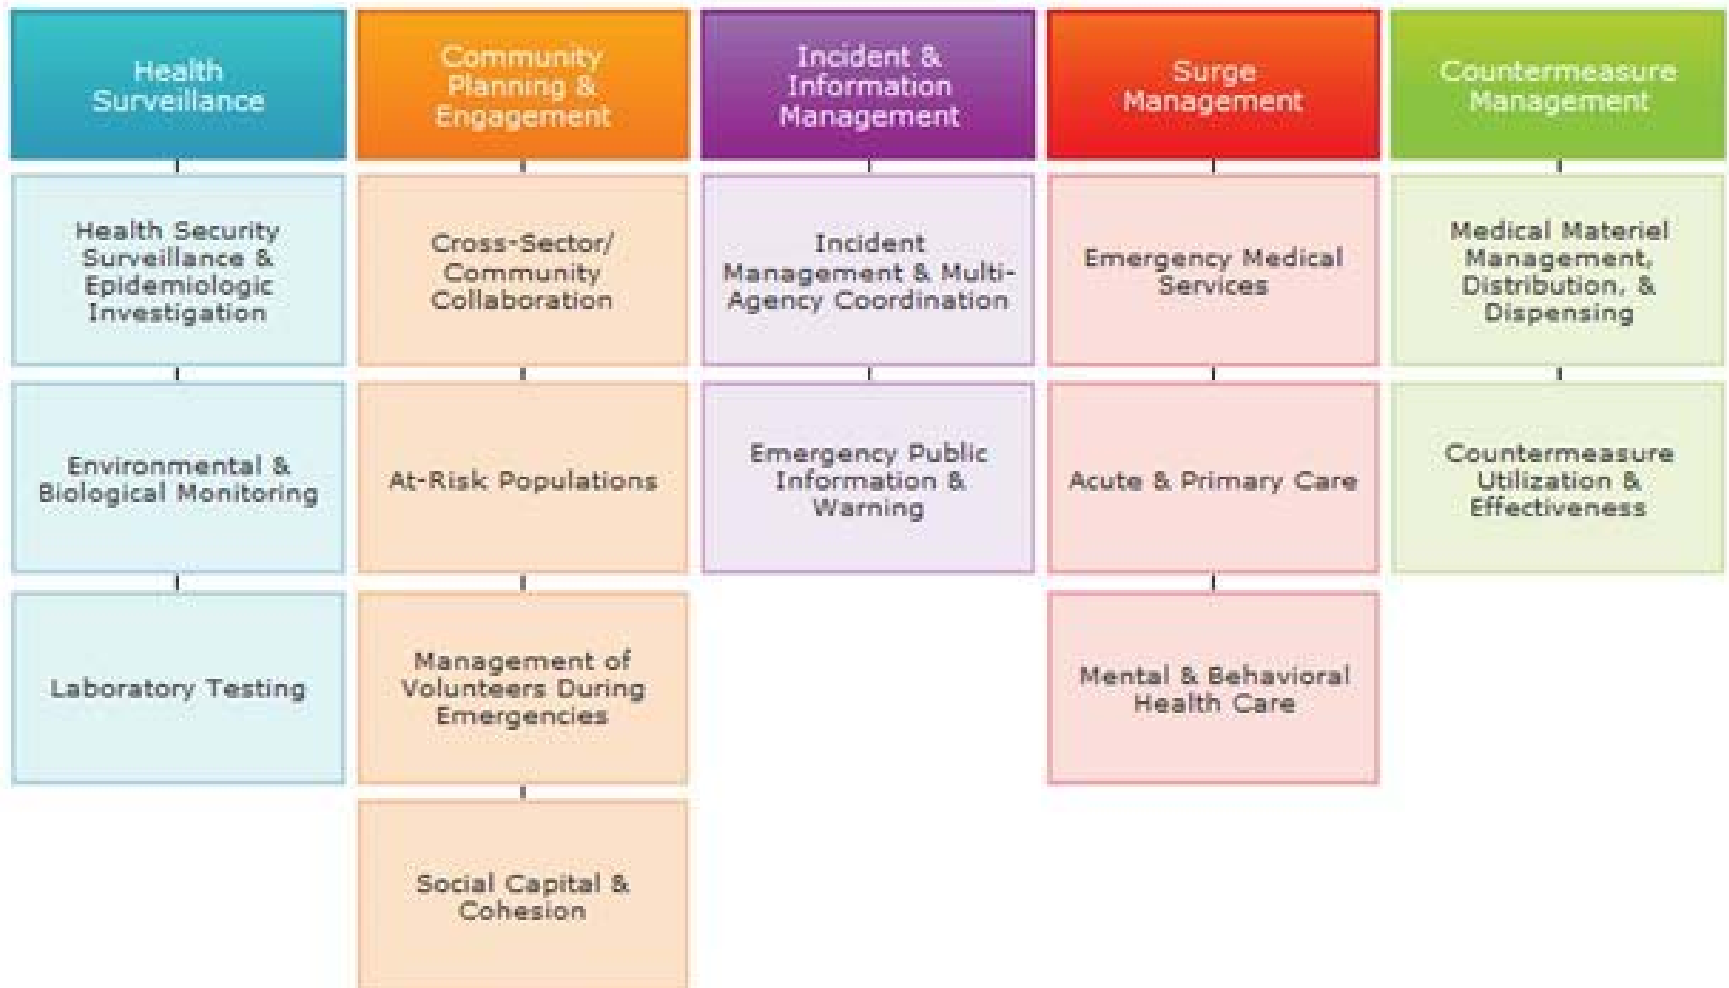 Health
Surveillance
Health Security
Surveillance &
Epidemiologic
Investigation
Environmental &
Biological Monitoring
Laboratory Testing
Community
Planning &
Engagement
Cross-Sector/
Community
Collaboration
At-Risk Populations
Management of
Volunteers During
Emergencies
Social Capital &
Cohesion
Incident &
Information
Management
Incident
Management & Multi-
Agency Coordination
Emergency Public
Information &
Warning
Surge
Management
Emergency Medical
Services
Acute & Primary Care
Mental & Behavioral
Health Care
Countermeasure
Management
Medical Materiel
Management,
Distribution, &
Dispensing
Countermeasure
Utilization &
Effectiveness